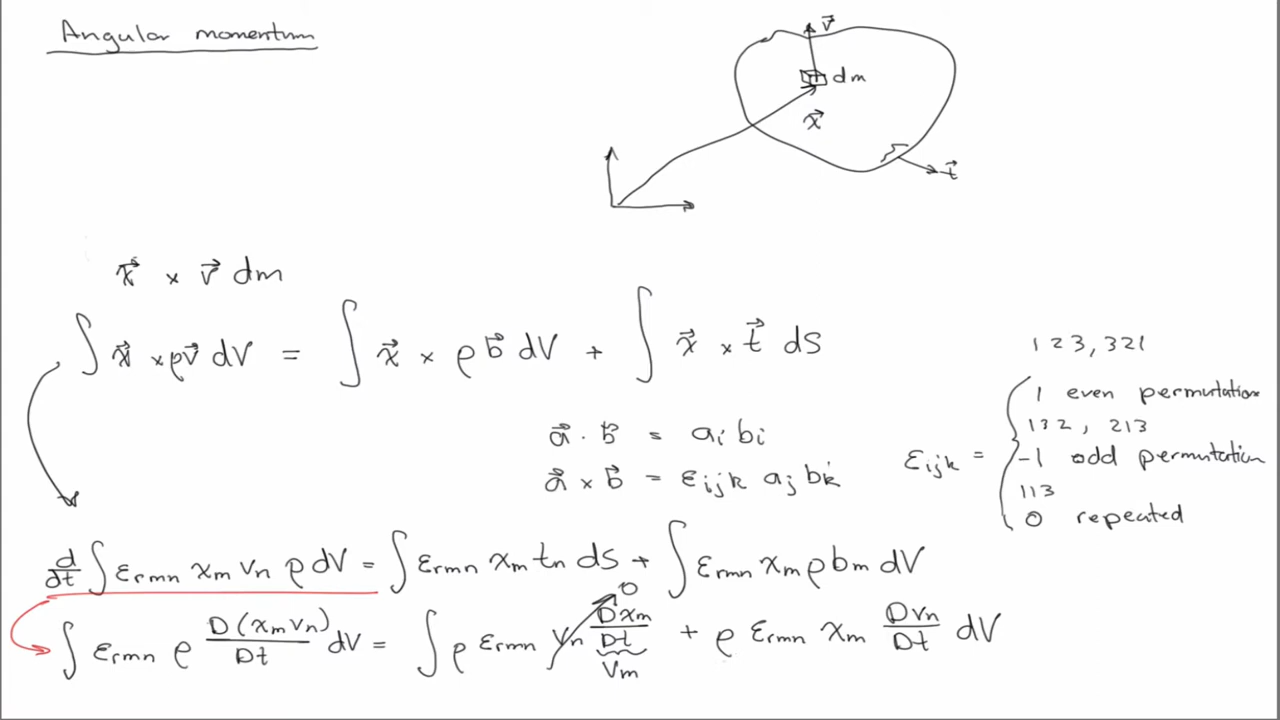 Angular momentum
v⃗
dm
x⃗
t⃗
x⃗ × v⃗ dm
∫ x⃗ × ρv⃗ dV = ∫ x⃗ × ρ b⃗ dV + ∫ x⃗ × t⃗ dS
123, 321
1 even permutation
132, 213
εijk = -1 odd permutation
113
0 repeated
a⃗ · b⃗ = ai bi
a⃗ × b⃗ = εijk aj bk
d/dt ∫ εrmn xm vn ρ dV = ∫ εrmn xm tn dS + ∫ εrmn xm ρ bm dV
0
∫ εrmn ρ D(xm vn)/Dt dV = ∫ ρ εrmn vn Dxm/Dt + ρ εrmn xm Dvn/Dt dV
vm